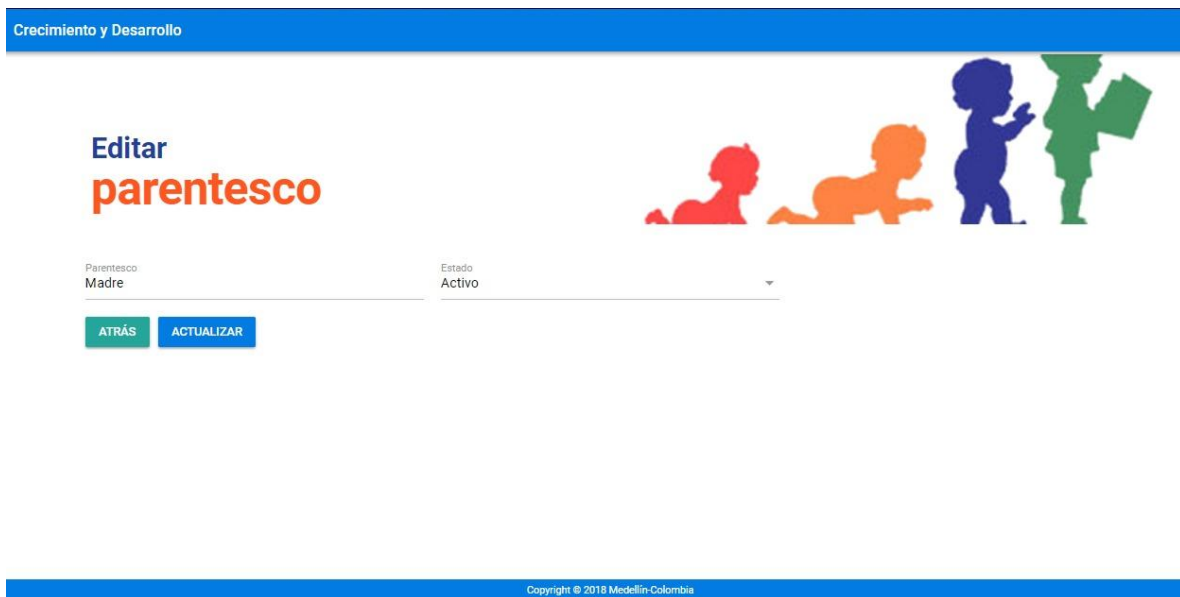 Crecimiento y Desarrollo
Editar
parentesco
Parentesco
Madre
Estado
Activo
ATRÁS
ACTUALIZAR
Copyright © 2018 Medellín-Colombia